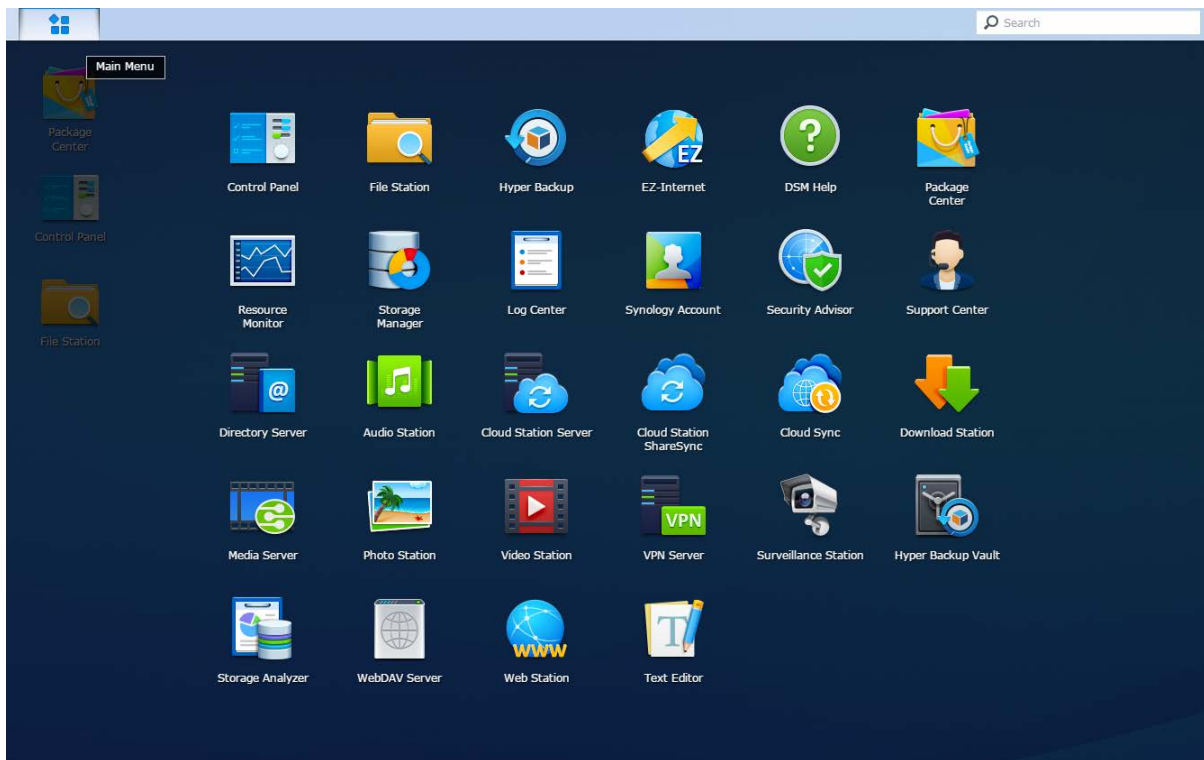 Search
Main Menu
Package
Center
Control Panel
File Station
Control Panel
File Station
Hyper Backup
EZ
EZ-Internet
?
DSM Help
Package
Center
Resource
Monitor
Storage
Manager
Log Center
Synology Account
Security Advisor
Support Center
@
Directory Server
Audio Station
Cloud Station Server
Cloud Station
ShareSync
Cloud Sync
Download Station
Media Server
Photo Station
Video Station
VPN
VPN Server
Surveillance Station
Hyper Backup Vault
Storage Analyzer
WebDAV Server
WWW
Web Station
T
Text Editor